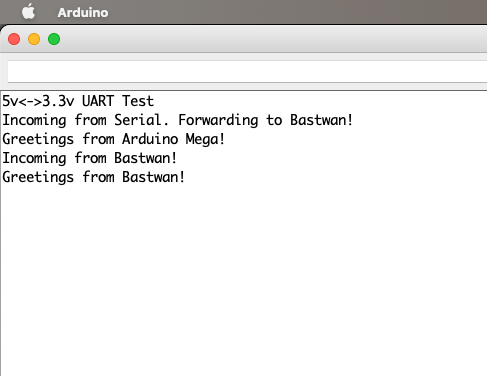 Arduino
5v<->3.3v UART Test
Incoming from Serial. Forwarding to Bastwan!
Greetings from Arduino Mega!
Incoming from Bastwan!
Greetings from Bastwan!